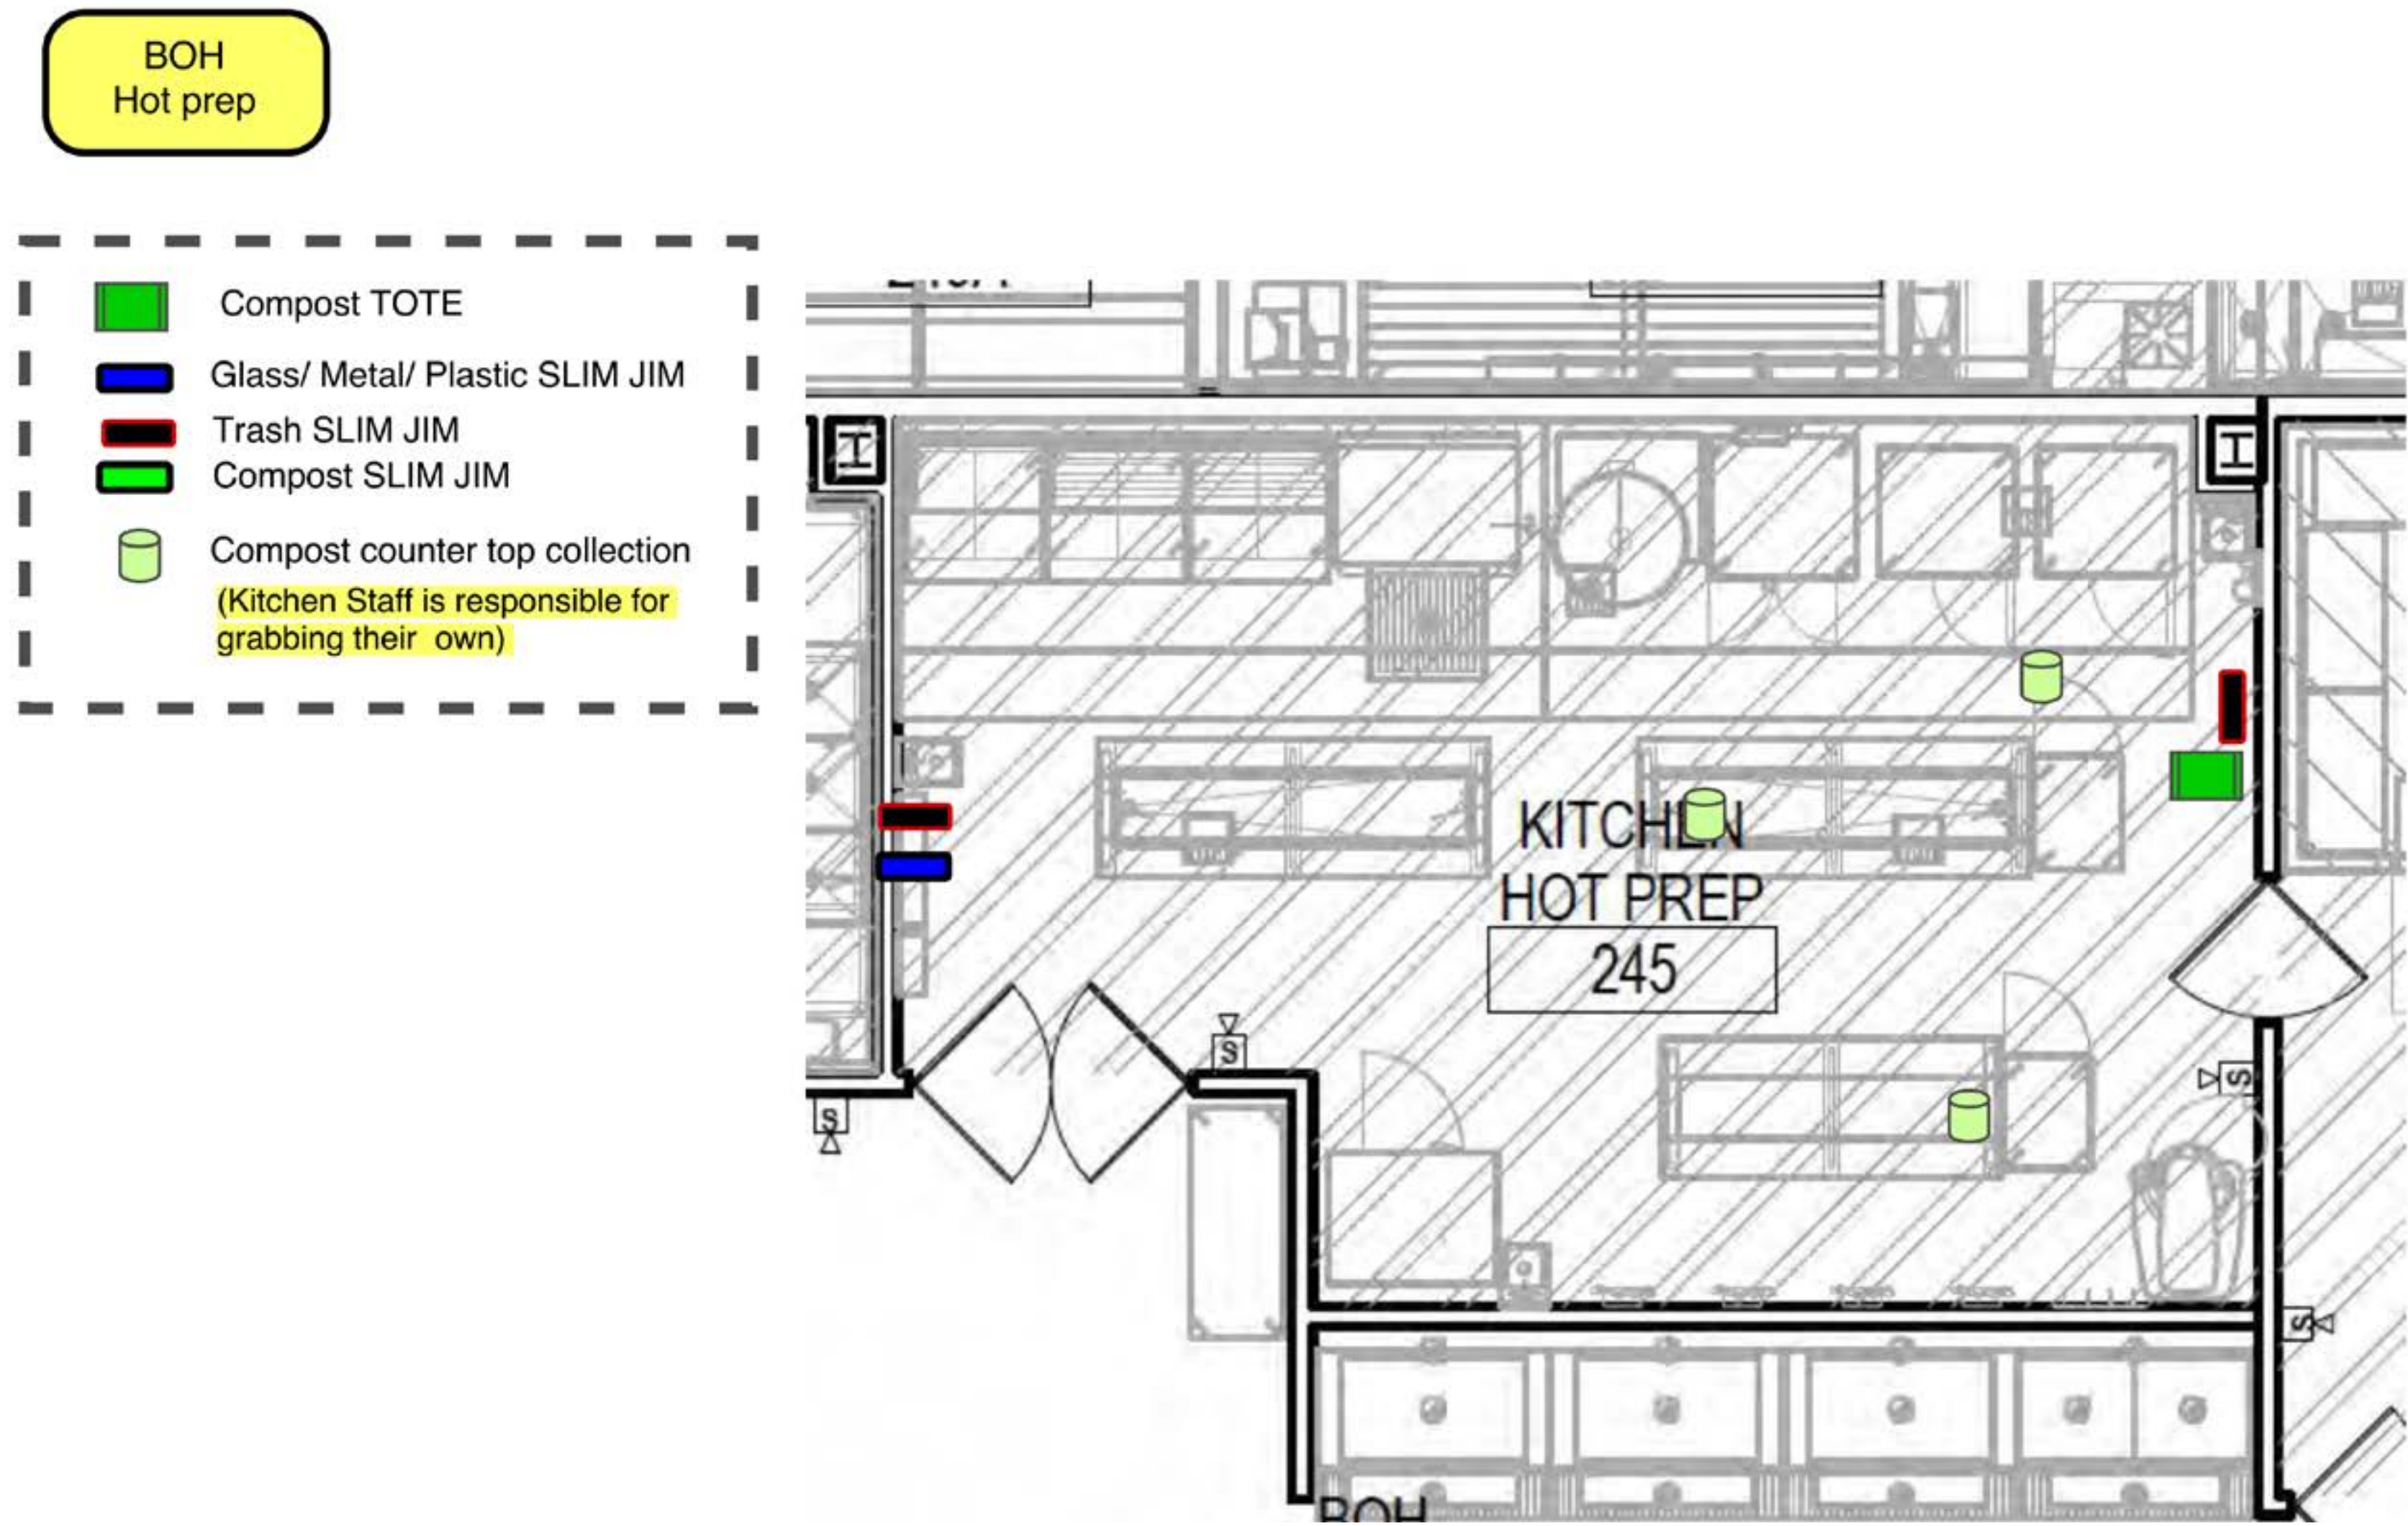 BOH
Hot prep
Compost TOTE
Glass/ Metal/ Plastic SLIM JIM
Trash SLIM JIM
Compost SLIM JIM
Compost counter top collection
(Kitchen Staff is responsible for
grabbing their own)
KITCHEN
HOT PREP
245
S
S
S
S
BOH